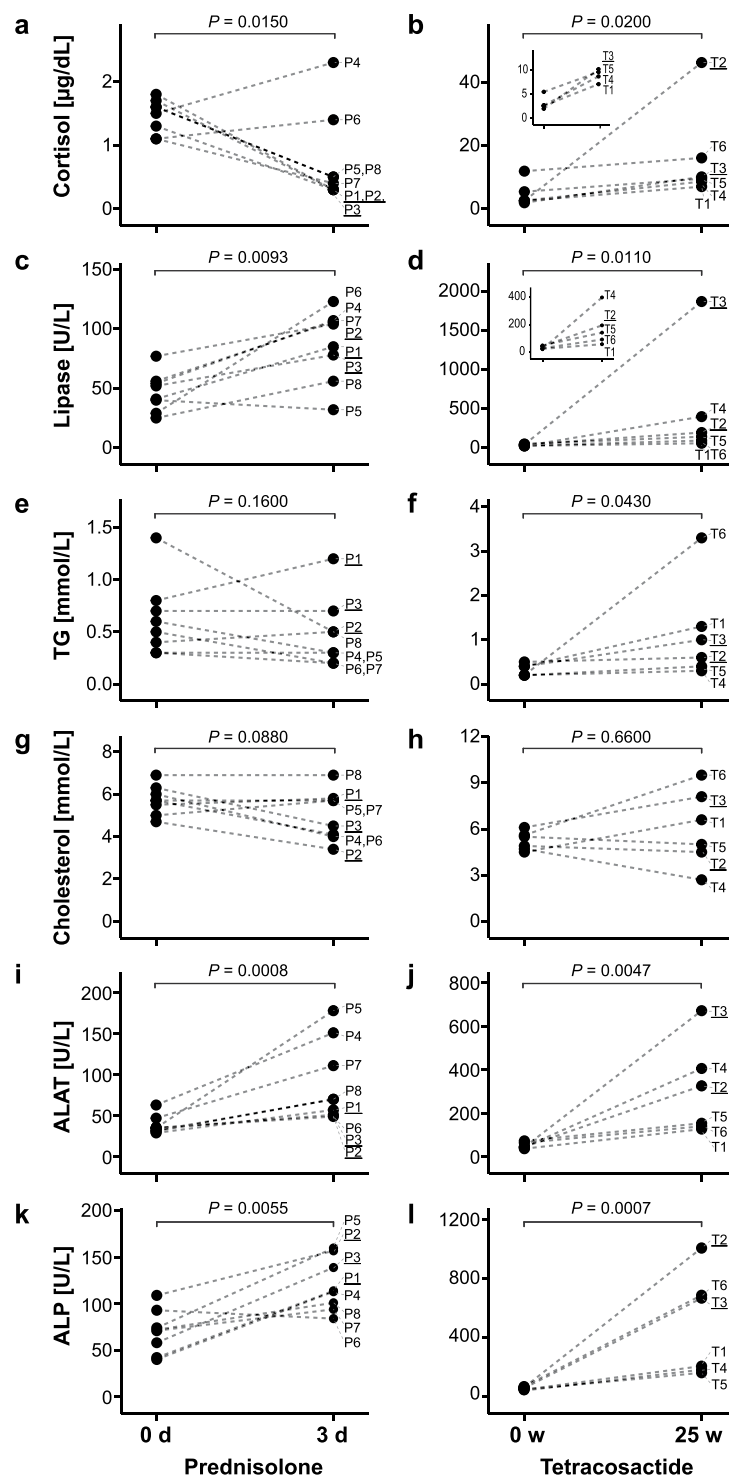 a
P = 0.0150
Cortisol [µg/dL]
2
1
0
P4
P6
P5,P8
P7
P1,P2,
P3
b
P = 0.0200
40
20
0
10
5
0
T3
T5
T4
T1
T2
T6
T3
T5
T4
T1
c
P = 0.0093
Lipase [U/L]
150
100
50
0
P6
P4
P7
P2
P1
P3
P8
P5
d
P = 0.0110
2000
1500
1000
500
0
400
200
0
T4
T2
T5
T6
T1
T3
T4
T2
T5
T1T6
e
P = 0.1600
TG [mmol/L]
1.5
1.0
0.5
0.0
P1
P3
P2
P8
P4,P5
P6,P7
f
P = 0.0430
4
3
2
1
0
T6
T1
T3
T2
T5
T4
g
P = 0.0880
Cholesterol [mmol/L]
8
6
4
2
0
P8
P1
P5,P7
P3
P4,P6
P2
h
P = 0.6600
12
9
6
3
0
T6
T3
T1
T5
T2
T4
i
P = 0.0008
ALAT [U/L]
200
150
100
50
0
P5
P4
P7
P8
P1
P6
P3
P2
j
P = 0.0047
800
600
400
200
0
T3
T4
T2
T5
T6
T1
k
P = 0.0055
ALP [U/L]
200
150
100
50
0
P5
P2
P3
P1
P4
P8
P7
P6
l
P = 0.0007
1200
800
400
0
T2
T6
T3
T1
T4
T5
0 d
3 d
Prednisolone
0 w
25 w
Tetracosactide